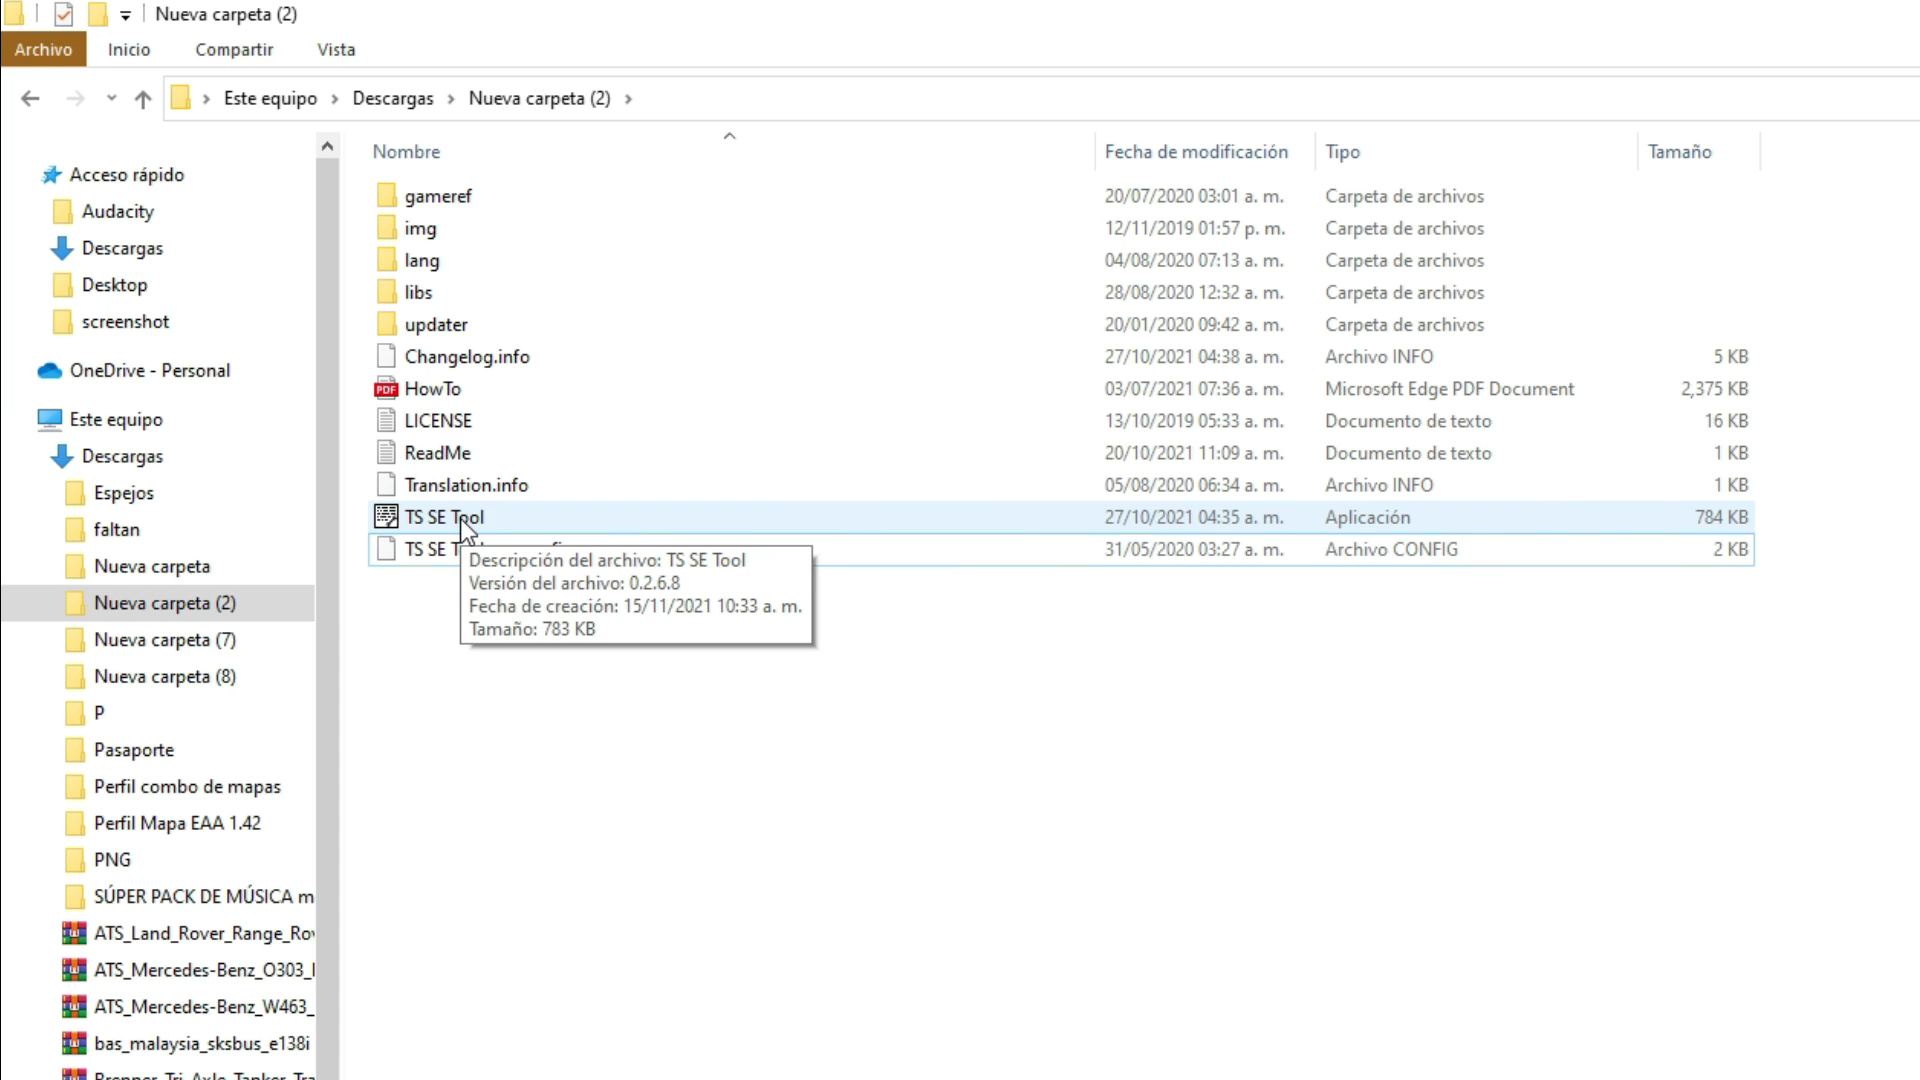 Nueva carpeta (2)
Archivo Inicio Compartir Vista
Este equipo Descargas Nueva carpeta (2)
Acceso rápido
Audacity
Descargas
Desktop
screenshot
OneDrive - Personal
Este equipo
Descargas
Espejos
faltan
Nueva carpeta
Nueva carpeta (2)
Nueva carpeta (7)
Nueva carpeta (8)
P
Pasaporte
Perfil combo de mapas
Perfil Mapa EAA 1.42
PNG
SÚPER PACK DE MÚSICA m
ATS_Land_Rover_Range_Ro
ATS_Mercedes-Benz_O303_
ATS_Mercedes-Benz_W463_
bas_malaysia_sksbus_e138i
Brenner_Tri-Axle_Tanker_Tra
Nombre Fecha de modificación Tipo Tamaño
gameref 20/07/2020 03:01 a. m. Carpeta de archivos
img 12/11/2019 01:57 p. m. Carpeta de archivos
lang 04/08/2020 07:13 a. m. Carpeta de archivos
libs 28/08/2020 12:32 a. m. Carpeta de archivos
updater 20/01/2020 09:42 a. m. Carpeta de archivos
Changelog.info 27/10/2021 04:38 a. m. Archivo INFO 5 KB
PDF HowTo 03/07/2021 07:36 a. m. Microsoft Edge PDF Document 2,375 KB
LICENSE 13/10/2019 05:33 a. m. Documento de texto 16 KB
ReadMe 20/10/2021 11:09 a. m. Documento de texto 1 KB
Translation.info 05/08/2020 06:34 a. m. Archivo INFO 1 KB
TS SE Tool 27/10/2021 04:35 a. m. Aplicación 784 KB
TS SE 31/05/2020 03:27 a. m. Archivo CONFIG 2 KB
Descripción del archivo: TS SE Tool
Versión del archivo: 0.2.6.8
Fecha de creación: 15/11/2021 10:33 a. m.
Tamaño: 783 KB